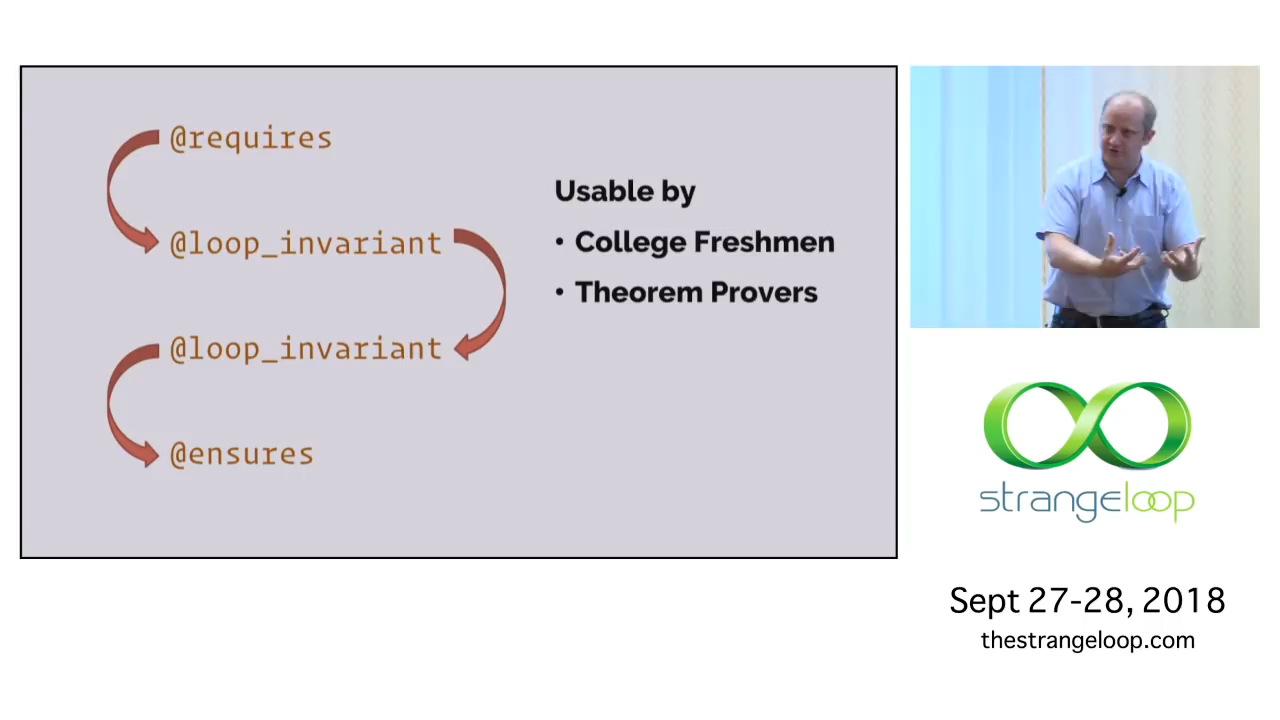 @requires
@loop_invariant
@loop_invariant
@ensures
Usable by
• College Freshmen
• Theorem Provers
strangeloop
Sept 27-28, 2018
thestrangeloop.com